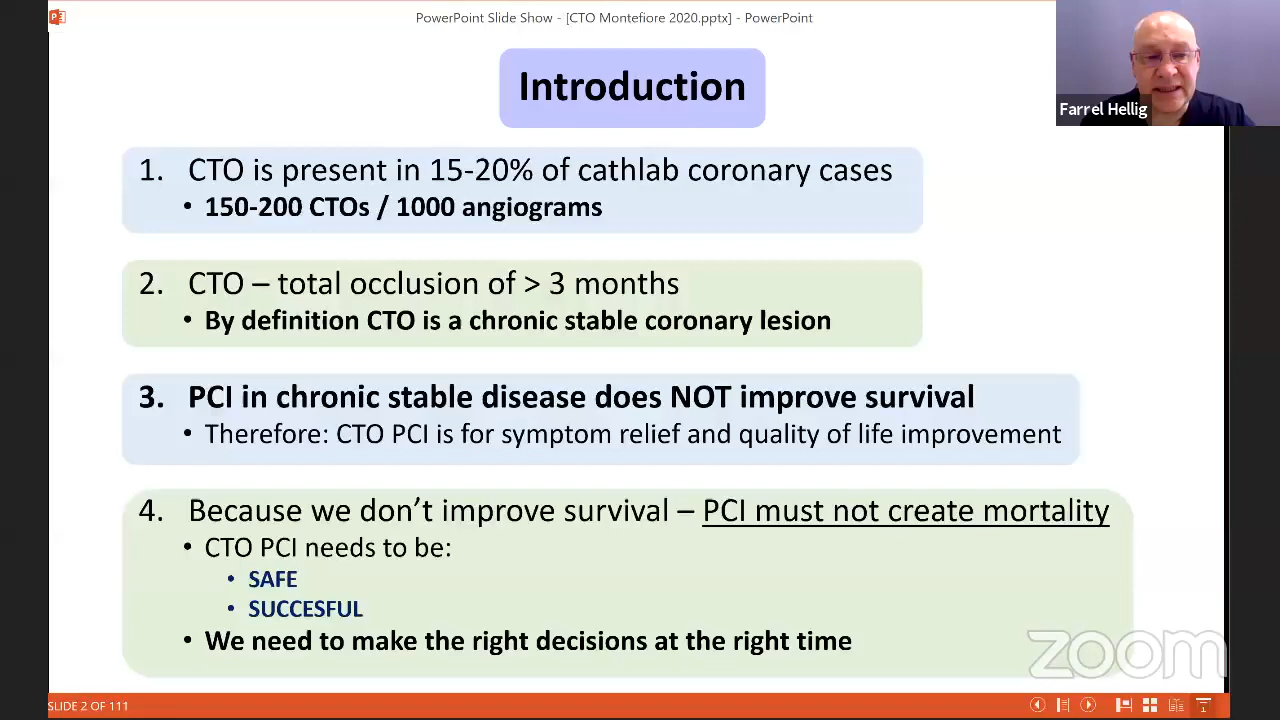 PowerPoint Slide Show - [CTO Montefiore 2020.pptx] - PowerPoint
Introduction
Farrel Hellig
1. CTO is present in 15-20% of cathlab coronary cases
• 150-200 CTOs / 1000 angiograms
2. CTO – total occlusion of > 3 months
• By definition CTO is a chronic stable coronary lesion
3. PCI in chronic stable disease does NOT improve survival
• Therefore: CTO PCI is for symptom relief and quality of life improvement
4. Because we don’t improve survival – PCI must not create mortality
• CTO PCI needs to be:
• SAFE
• SUCCESFUL
• We need to make the right decisions at the right time
zoom
SLIDE 2 OF 111